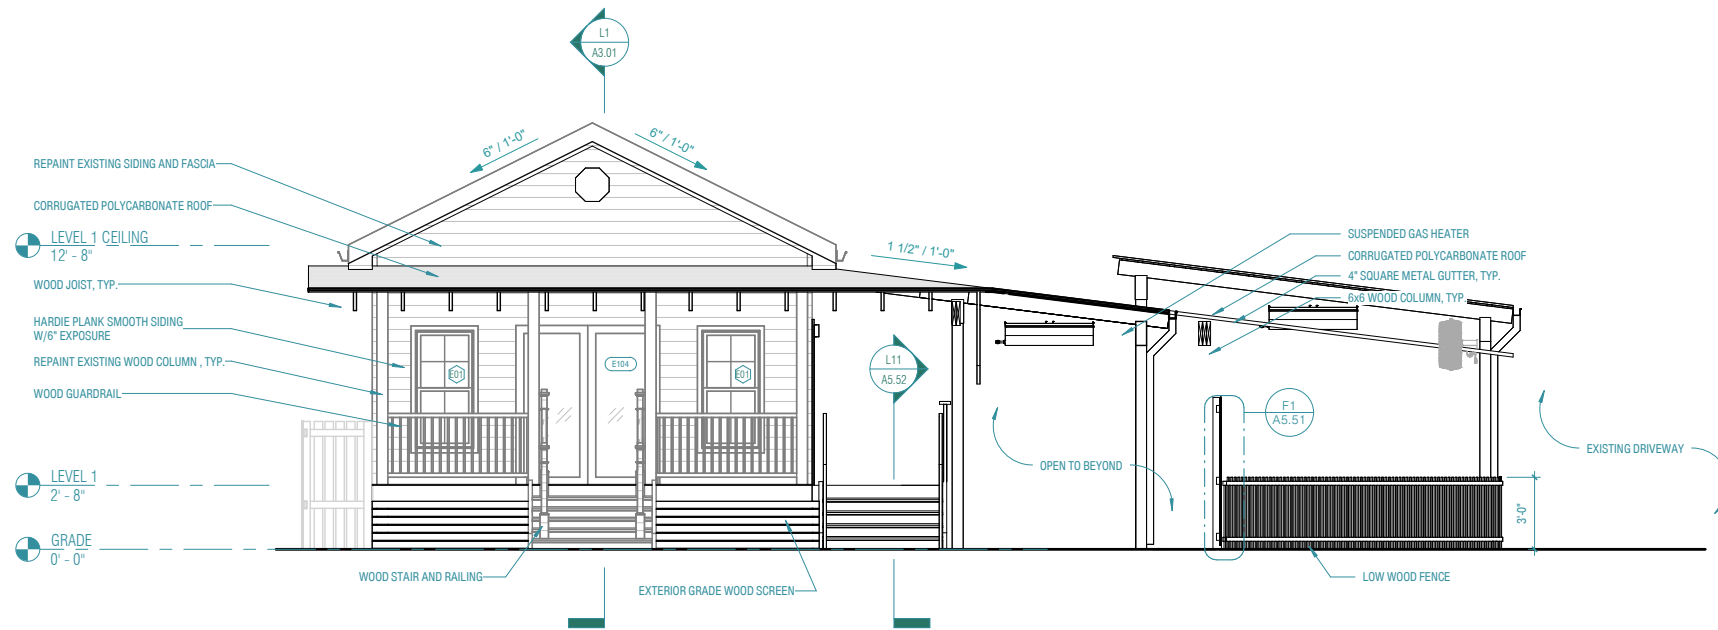 L1
A3.01
6" / 1'-0"
6" / 1'-0"
REPAINT EXISTING SIDING AND FASCIA
CORRUGATED POLYCARBONATE ROOF
LEVEL 1 CEILING
12' - 8"
WOOD JOIST, TYP.
HARDIE PLANK SMOOTH SIDING
W/6" EXPOSURE
REPAINT EXISTING WOOD COLUMN , TYP.
WOOD GUARDRAIL
LEVEL 1
2' - 8"
GRADE
0' - 0"
1 1/2" / 1'-0"
SUSPENDED GAS HEATER
CORRUGATED POLYCARBONATE ROOF
4" SQUARE METAL GUTTER, TYP.
6x6 WOOD COLUMN, TYP.
E01
E104
E01
L11
A5.52
F1
A5.51
OPEN TO BEYOND
EXISTING DRIVEWAY
3'-0"
WOOD STAIR AND RAILING
EXTERIOR GRADE WOOD SCREEN
LOW WOOD FENCE